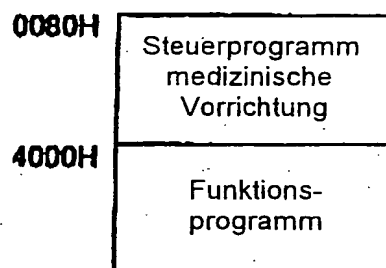 0080H
Steuerprogramm
medizinische
Vorrichtung
4000H
Funktions-
programm